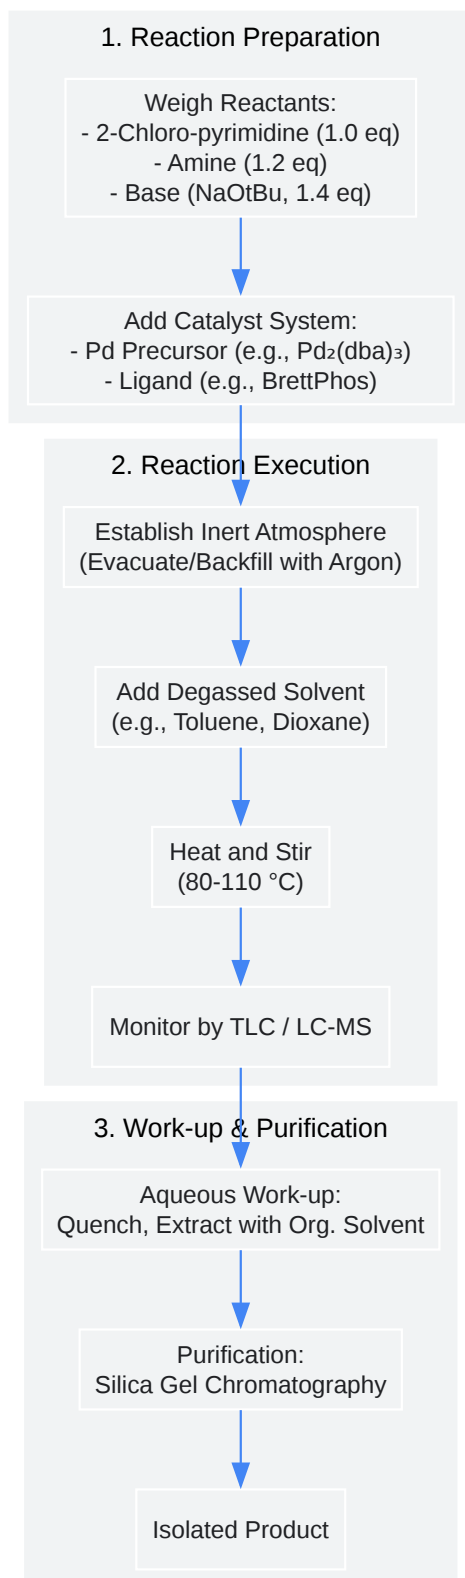 1. Reaction Preparation
Weigh Reactants:
- 2-Chloro-pyrimidine (1.0 eq)
- Amine (1.2 eq)
- Base (NaOtBu, 1.4 eq)
Add Catalyst System:
- Pd Precursor (e.g., Pd₂(dba)₃)
- Ligand (e.g., BrettPhos)
2. Reaction Execution
Establish Inert Atmosphere
(Evacuate/Backfill with Argon)
Add Degassed Solvent
(e.g., Toluene, Dioxane)
Heat and Stir
(80-110 °C)
Monitor by TLC / LC-MS
3. Work-up & Purification
Aqueous Work-up:
Quench, Extract with Org. Solvent
Purification:
Silica Gel Chromatography
Isolated Product